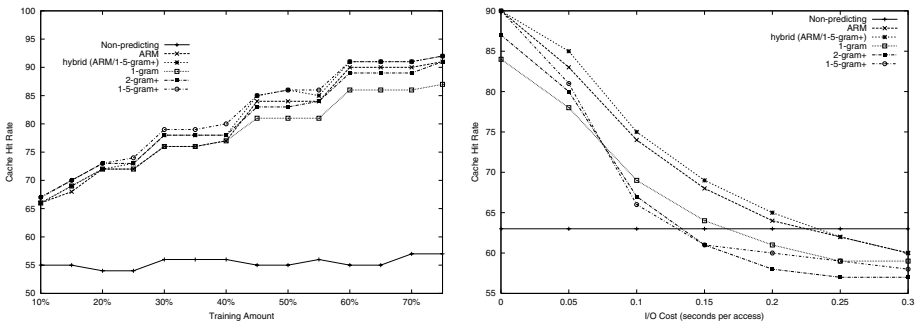 100
95
90
85
80
75
70
65
60
55
50
Cache Hit Rate
10%
20%
30%
40%
50%
60%
70%
Training Amount
Non-predicting
ARM
hybrid (ARM/1-5-gram+)
1-gram
2-gram+
1-5-gram+
90
85
80
75
70
65
60
55
Cache Hit Rate
0
0.05
0.1
0.15
0.2
0.25
0.3
I/O Cost (seconds per access)
Non-predicting
ARM
hybrid (ARM/1-5-gram+)
1-gram
2-gram+
1-5-gram+